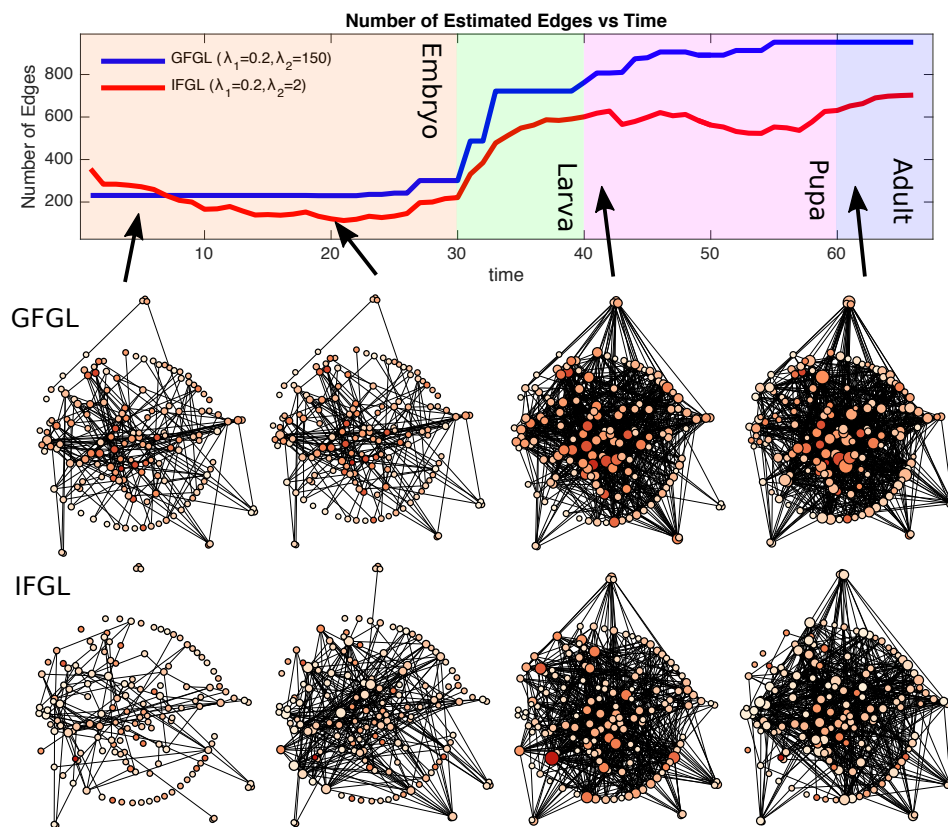 Number of Estimated Edges vs Time
GFGL (λ1=0.2,λ2=150)
IFGL (λ1=0.2,λ2=2)
Number of Edges
800
600
400
200
10
20
30
40
50
60
time
Embryo
Larva
Pupa
Adult
GFGL
IFGL